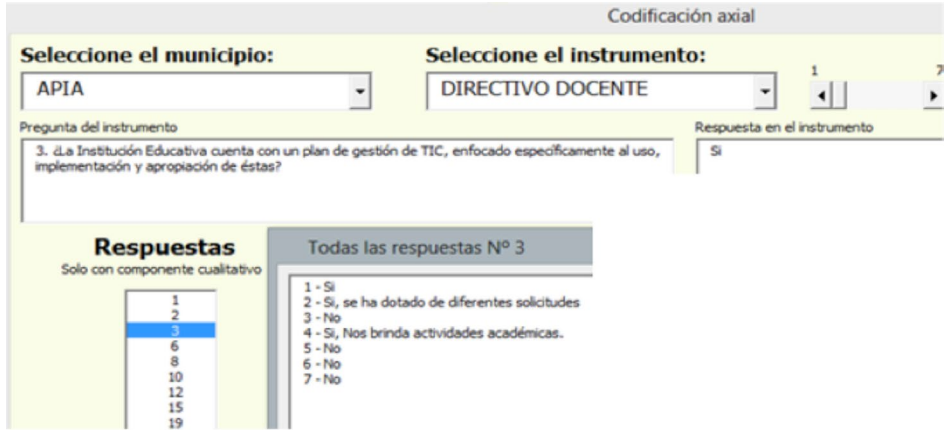 Codificación axial
Seleccione el municipio:
Seleccione el instrumento:
APIA
DIRECTIVO DOCENTE
1
7
Pregunta del instrumento
Respuesta en el instrumento
3. ¿La Institución Educativa cuenta con un plan de gestión de TIC, enfocado específicamente al uso,
implementación y apropiación de éstas?
Si
Respuestas
Solo con componente cualitativo
1
2
3
6
8
10
12
15
19
Todas las respuestas Nº 3
1 - Si
2 - Si, se ha dotado de diferentes solicitudes
3 - No
4 - Si, Nos brinda actividades académicas.
5 - No
6 - No
7 - No